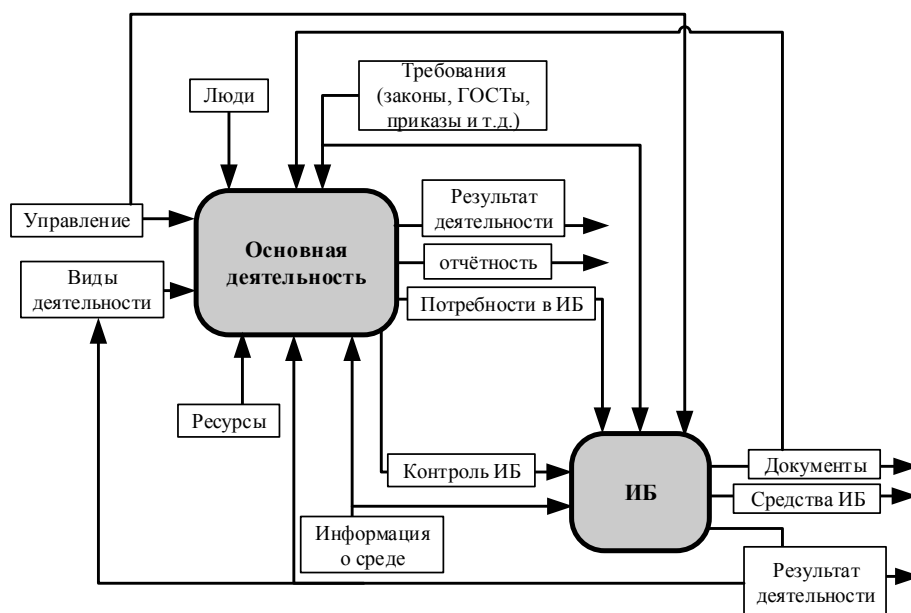 Требования
(законы, ГОСТы,
приказы и т.д.)
Люди
Управление
Результат
деятельности
Основная
деятельность
отчётность
Виды
деятельности
Потребности в ИБ
Ресурсы
Контроль ИБ
ИБ
Документы
Средства ИБ
Информация
о среде
Результат
деятельности